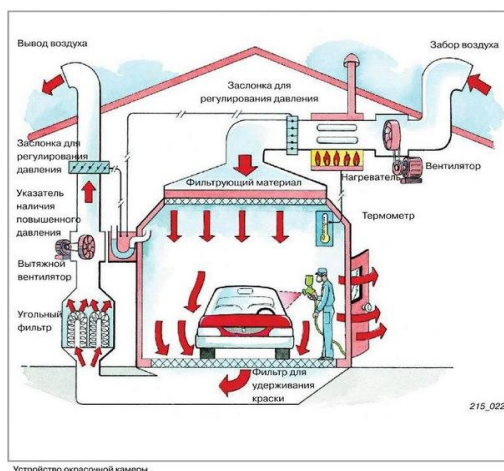 Вывод воздуха
Забор воздуха
Заслонка для
регулирования давления
Заслонка для
регулирования
давления
Вентилятор
Нагреватель
Фильтрующий материал
Указатель
наличия
повышенного
давления
Термометр
Вытяжной
вентилятор
Угольный
фильтр
Фильтр для
удерживания
краски
215_022
Устройство окрасочной камеры